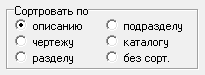 Сортировать по
описанию подразделу
чертежу каталогу
разделу без сорт.